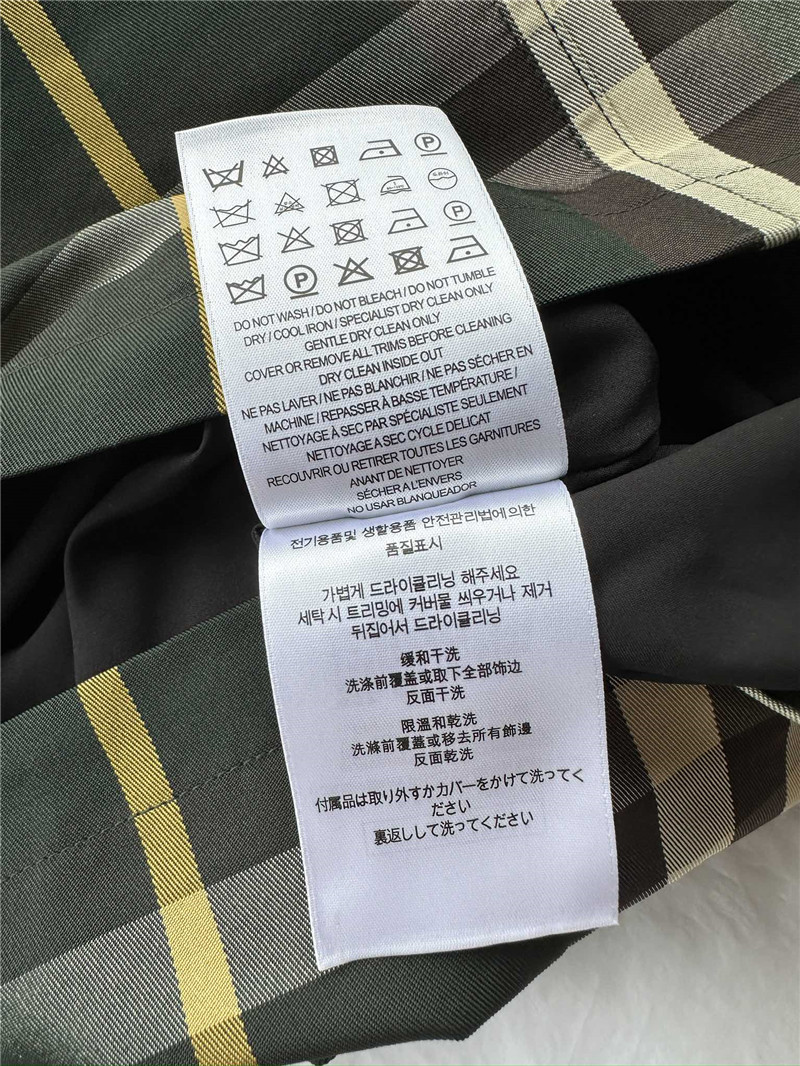 DO NOT WASH / DO NOT BLEACH / DO NOT TUMBLE
DRY / COOL IRON / SPECIALIST DRY CLEAN ONLY
GENTLE DRY CLEAN ONLY
COVER OR REMOVE ALL TRIMS BEFORE CLEANING
DRY CLEAN INSIDE OUT
NE PAS LAVER / NE PAS BLANCHIR / NE PAS SÉCHER EN
MACHINE / REPASSER À BASSE TEMPÉRATURE /
NETTOYAGE À SEC PAR SPÉCIALISTE SEULEMENT
NETTOYAGE A SEC CYCLE DELICAT
RECOUVRIR OU RETIRER TOUTES LES GARNITURES
ANANT DE NETTOYER
SÉCHER A L'ENVERS
NO USAR BLANQUEADOR
전기용품및 생활용품 안전관리법에의한
품질표시
가볍게 드라이클리닝 해주세요
세탁시 트리밍에 커버물 씌우거나 제거
뒤집어서 드라이클리닝
缓和干洗
洗涤前覆盖或取下全部饰边
反面干洗
限溫和乾洗
洗滌前覆蓋或移去所有飾邊
反面乾洗
付属品は取り外すかカバーをかけて洗ってく
ださい
裏返しして洗ってください